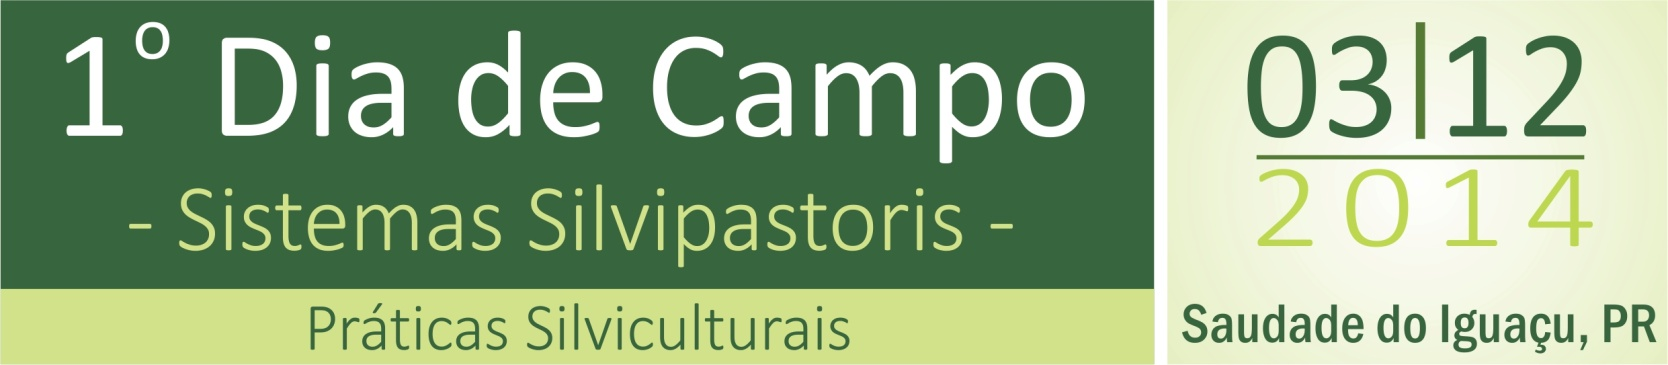 1º Dia de Campo
- Sistemas Silvipastoris -
Práticas Silviculturais
03|12
2014
Saudade do Iguaçu, PR